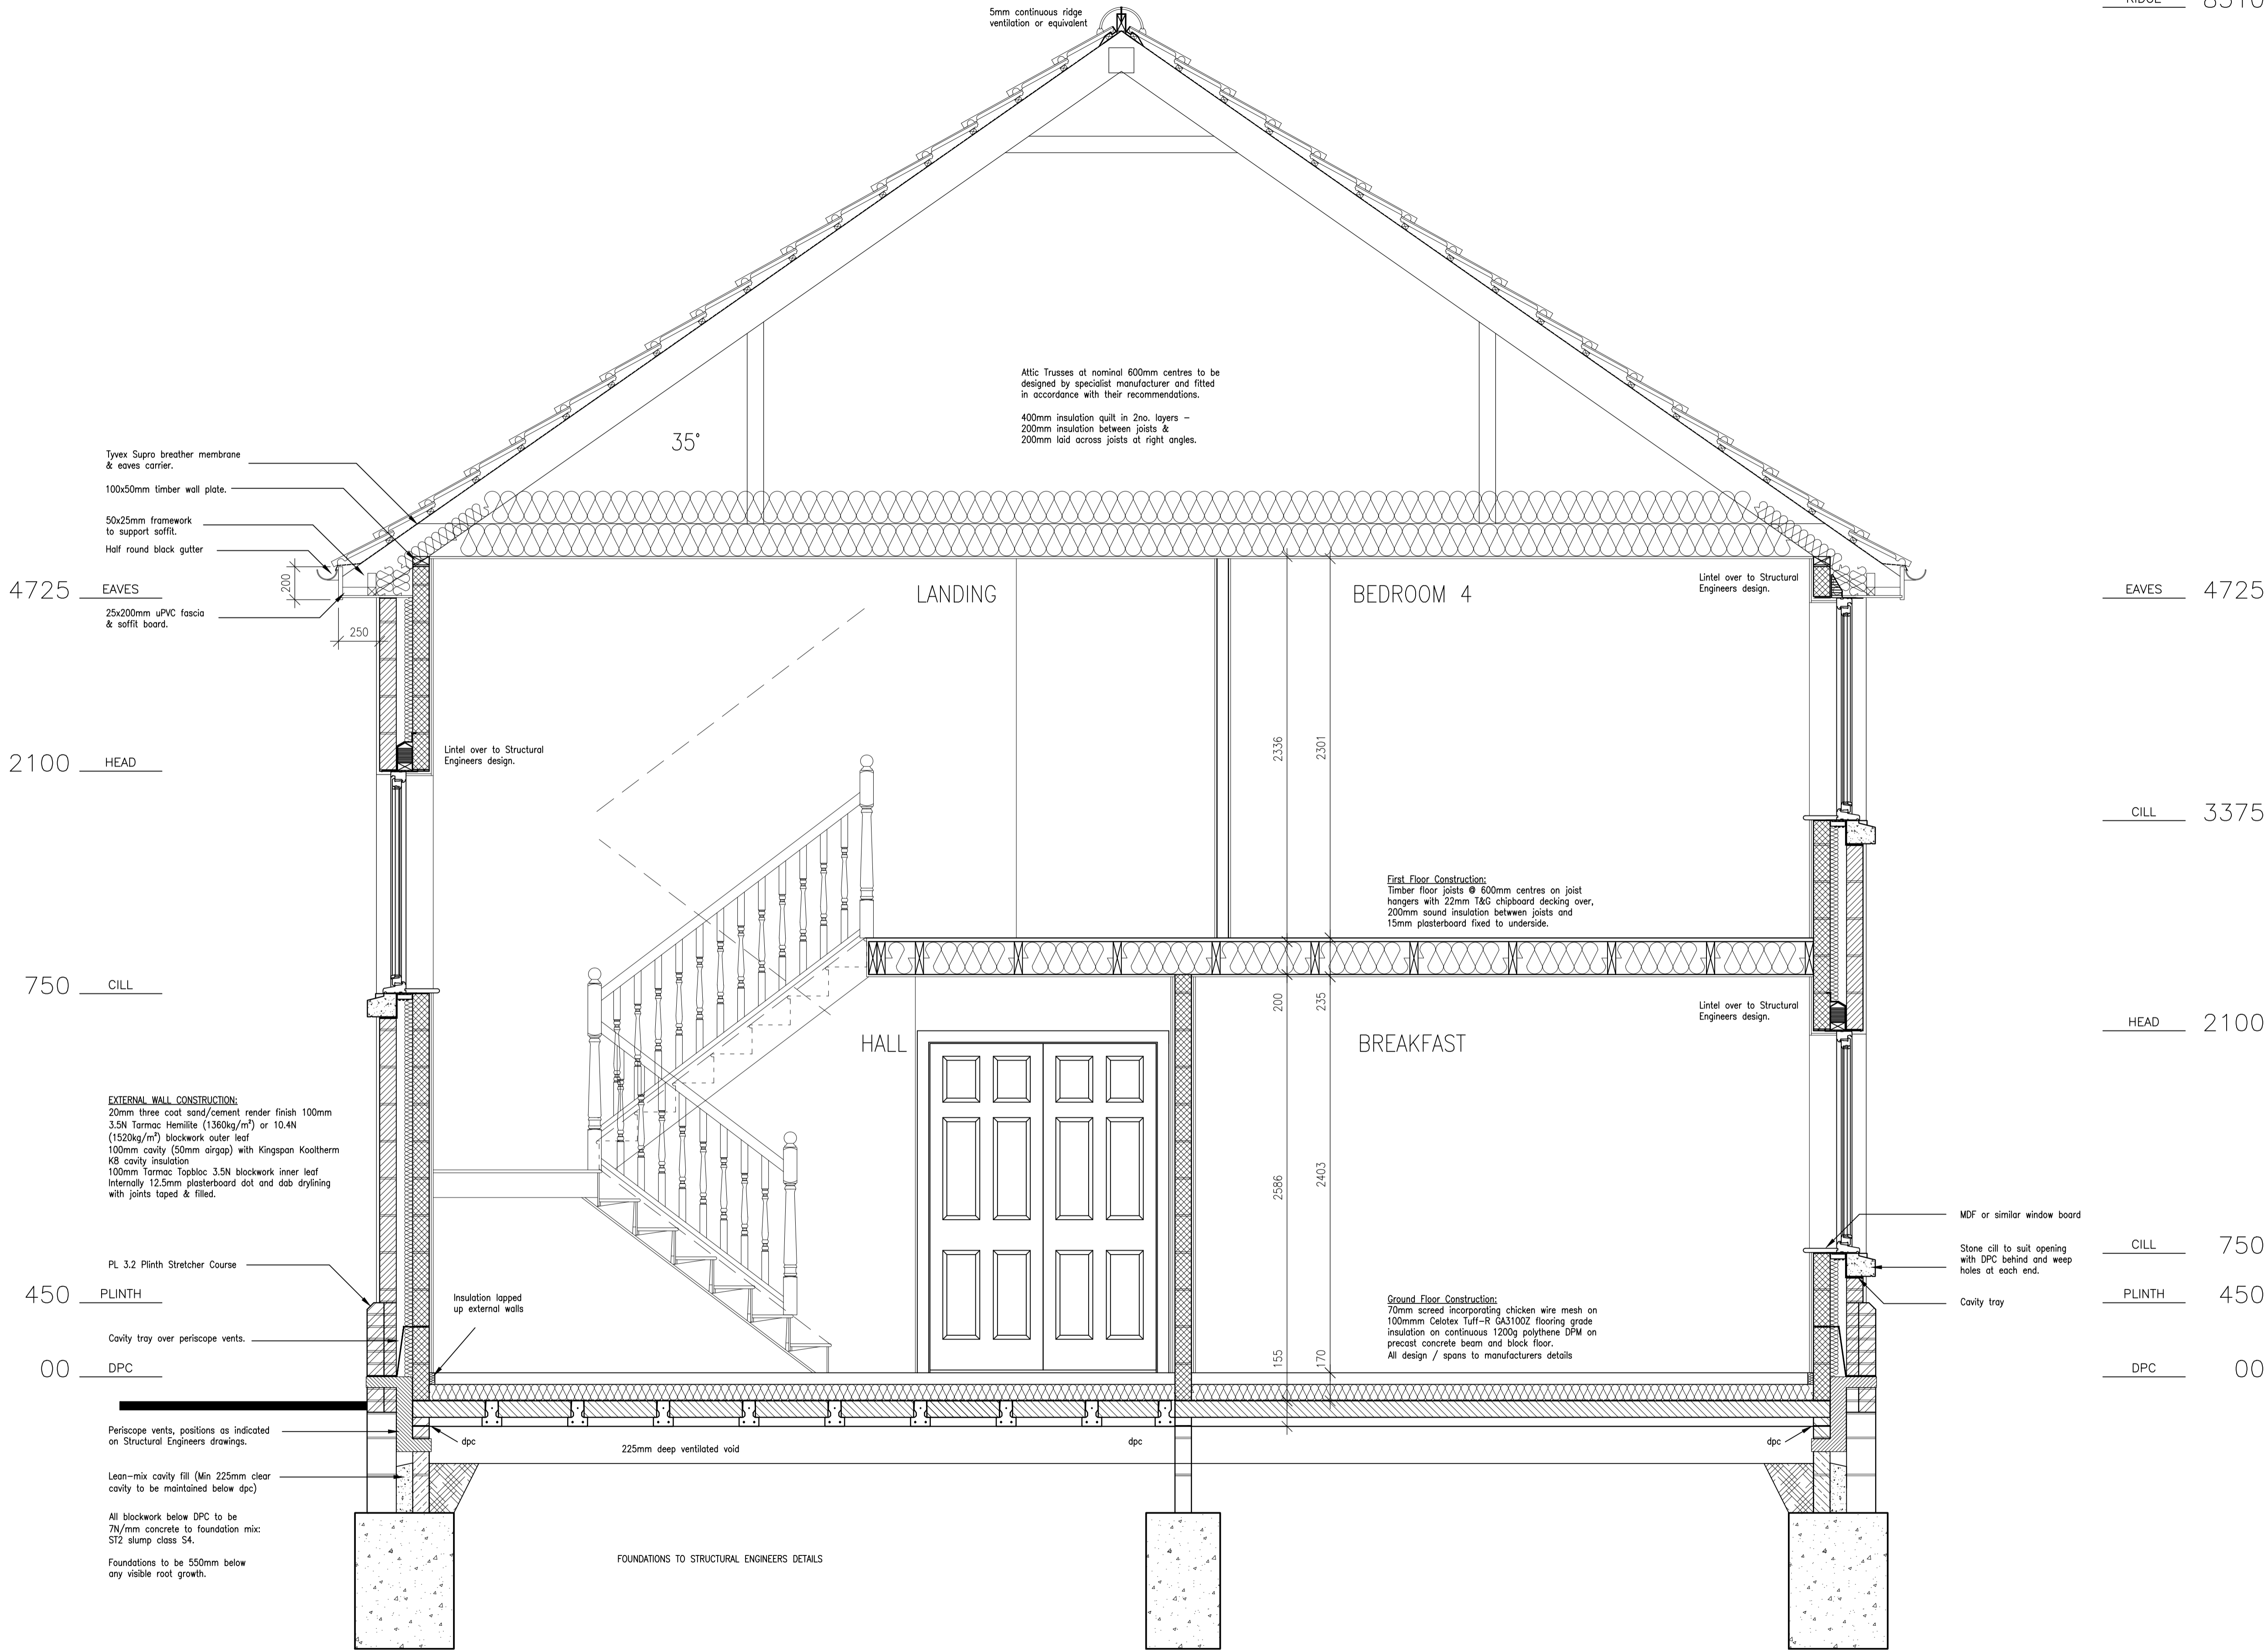 5mm continuous ridge
ventilation or equivalent
Attic Trusses at nominal 600mm centres to be
designed by specialist manufacturer and fitted
in accordance with their recommendations.
400mm insulation quilt in 2no. layers –
200mm insulation between joists &
200mm laid across joists at right angles.
35°
Tyvex Supro breather membrane
& eaves carrier.
100x50mm timber wall plate.
50x25mm framework
to support soffit.
Half round black gutter
4725 EAVES
200
25x200mm uPVC fascia
& soffit board.
250
LANDING
BEDROOM 4
Lintel over to Structural
Engineers design.
EAVES 4725
2100 HEAD
Lintel over to Structural
Engineers design.
2336
2301
CILL 3375
First Floor Construction:
Timber floor joists @ 600mm centres on joist
hangers with 22mm T&G chipboard decking over,
200mm sound insulation betwwen joists and
15mm plasterboard fixed to underside.
750 CILL
200
235
Lintel over to Structural
Engineers design.
HEAD 2100
HALL
BREAKFAST
EXTERNAL WALL CONSTRUCTION:
20mm three coat sand/cement render finish 100mm
3.5N Tarmac Hemilite (1360kg/m²) or 10.4N
(1520kg/m²) blockwork outer leaf
100mm cavity (50mm airgap) with Kingspan Kooltherm
K8 cavity insulation
100mm Tarmac Topbloc 3.5N blockwork inner leaf
Internally 12.5mm plasterboard dot and dab drylining
with joints taped & filled.
2586
2403
MDF or similar window board
CILL 750
Stone cill to suit opening
with DPC behind and weep
holes at each end.
PL 3.2 Plinth Stretcher Course
450 PLINTH
Insulation lapped
up external walls
Ground Floor Construction:
70mm screed incorporating chicken wire mesh on
100mmm Celotex Tuff-R GA3100Z flooring grade
insulation on continuous 1200g polythene DPM on
precast concrete beam and block floor.
All design / spans to manufacturers details
PLINTH 450
Cavity tray
Cavity tray over periscope vents.
00 DPC
155
170
DPC 00
Periscope vents, positions as indicated
on Structural Engineers drawings.
dpc
225mm deep ventilated void
dpc
dpc
Lean-mix cavity fill (Min 225mm clear
cavity to be maintained below dpc)
All blockwork below DPC to be
7N/mm concrete to foundation mix:
ST2 slump class S4.
Foundations to be 550mm below
any visible root growth.
FOUNDATIONS TO STRUCTURAL ENGINEERS DETAILS